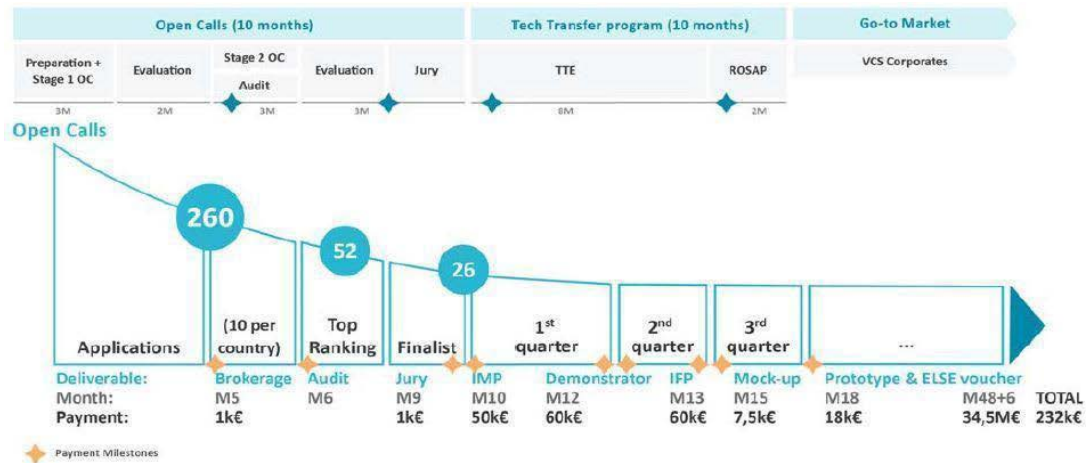 Open Calls (10 months) Tech Transfer program (10 months) Go-to Market
Preparation + Stage 1 OC Evaluation Stage 2 OC Audit Evaluation Jury TTE ROSAP VCS Corporates
3M 2M 3M 3M 8M 2M
Open Calls
260
52
26
Applications (10 per country) Top Ranking Finalist 1st quarter 2nd quarter 3rd quarter ...
Deliverable: Brokerage Audit Jury IMP Demonstrator IFP Mock-up Prototype & ELSE voucher
Month: M5 M6 M9 M10 M12 M13 M15 M18 M48+6 TOTAL
Payment: 1k€ 1k€ 50k€ 60k€ 60k€ 7,5k€ 18k€ 34,5M€ 232k€
Payment Milestones